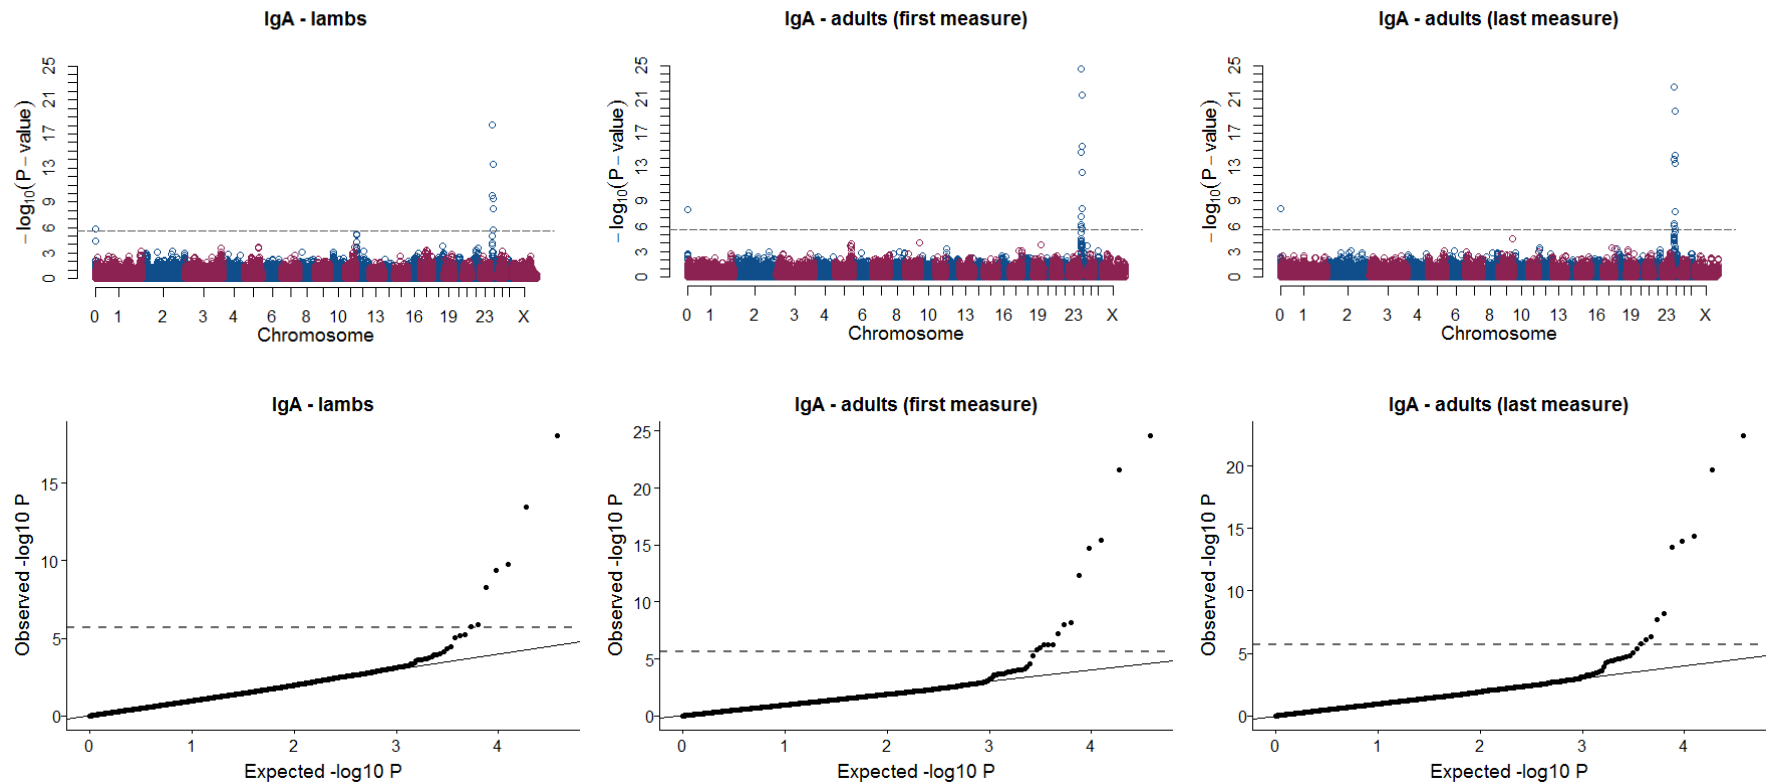 IgA - lambs
IgA - adults (first measure)
IgA - adults (last measure)
− log10(P − value)
25
21
17
13
9
6
3
0
0 1 2 3 4 6 8 10 13 16 19 23 X
Chromosome
− log10(P − value)
25
21
17
13
9
6
3
0
0 1 2 3 4 6 8 10 13 16 19 23 X
Chromosome
− log10(P − value)
25
21
17
13
9
6
3
0
0 1 2 3 4 6 8 10 13 16 19 23 X
Chromosome
IgA - lambs
IgA - adults (first measure)
IgA - adults (last measure)
Observed -log10 P
15
10
5
0
0 1 2 3 4
Expected -log10 P
Observed -log10 P
25
20
15
10
5
0
0 1 2 3 4
Expected -log10 P
Observed -log10 P
20
15
10
5
0
0 1 2 3 4
Expected -log10 P